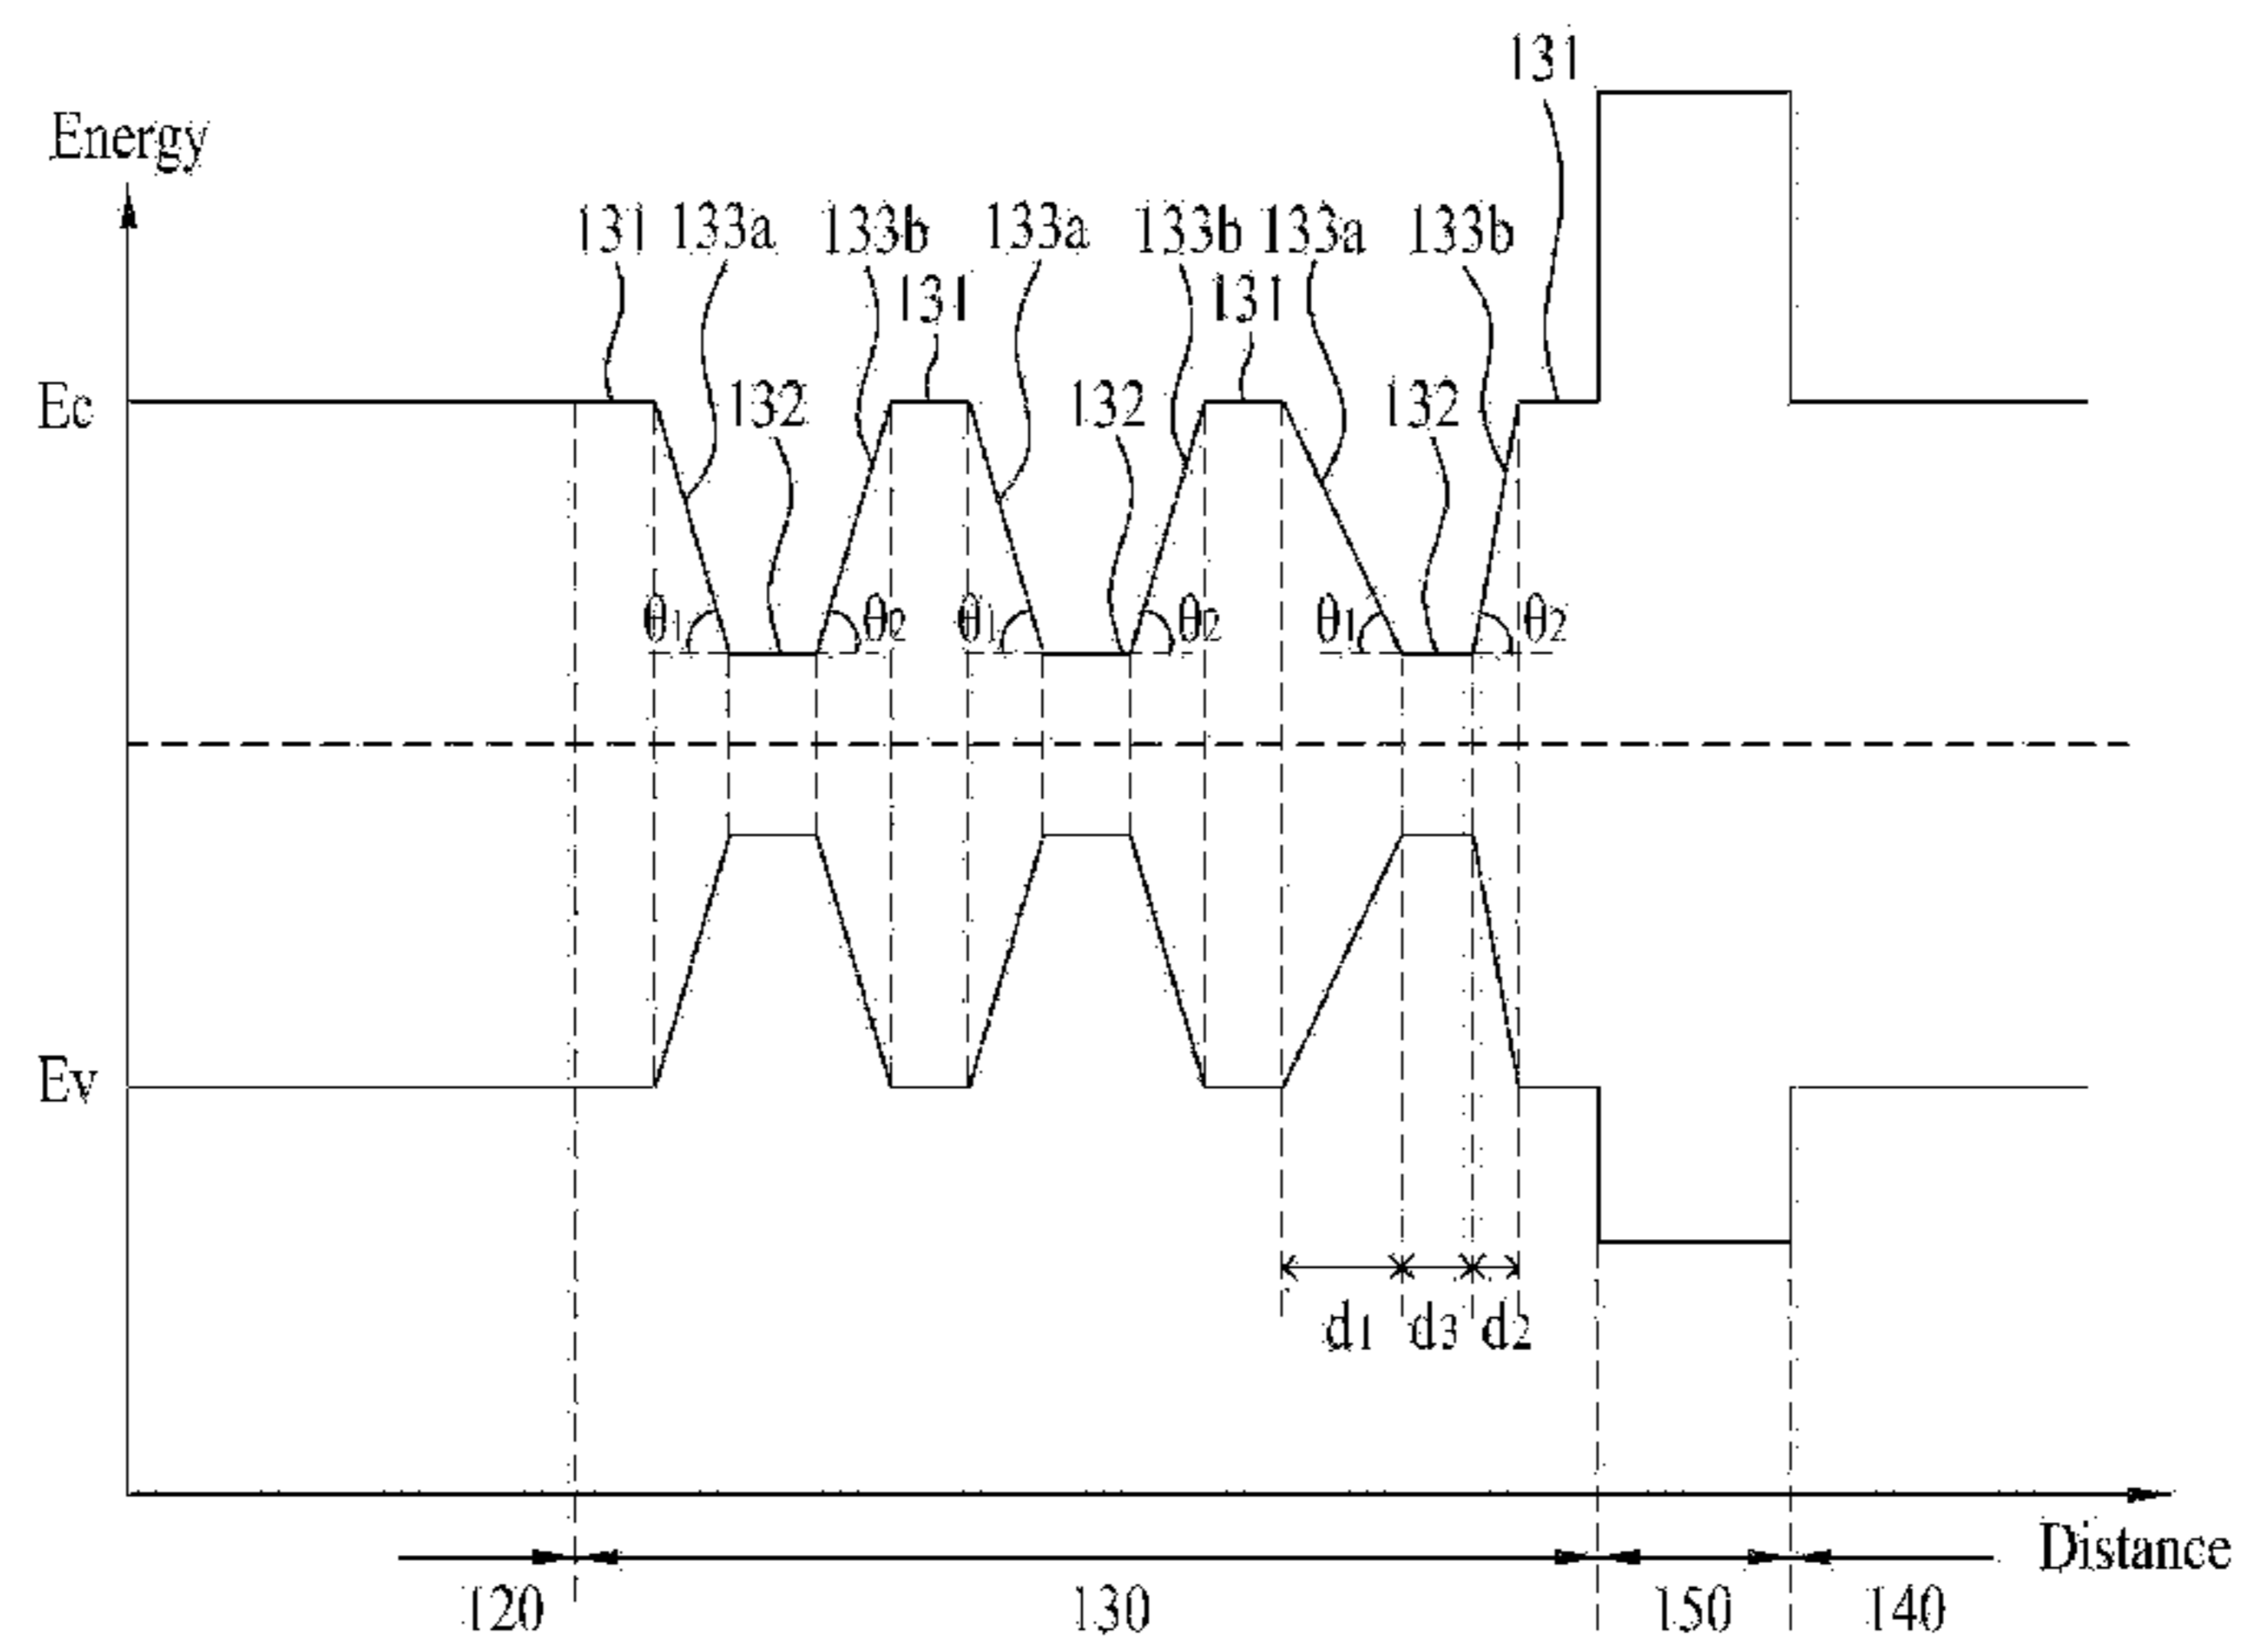 131
Energy
131 133a 133b 133a 133b 133a 133b
131 131
Ec
132 132 132
θ1 θ2 θ1 θ2 θ1 θ2
Ev
d1 d3 d2
Distance
120 130 150 140